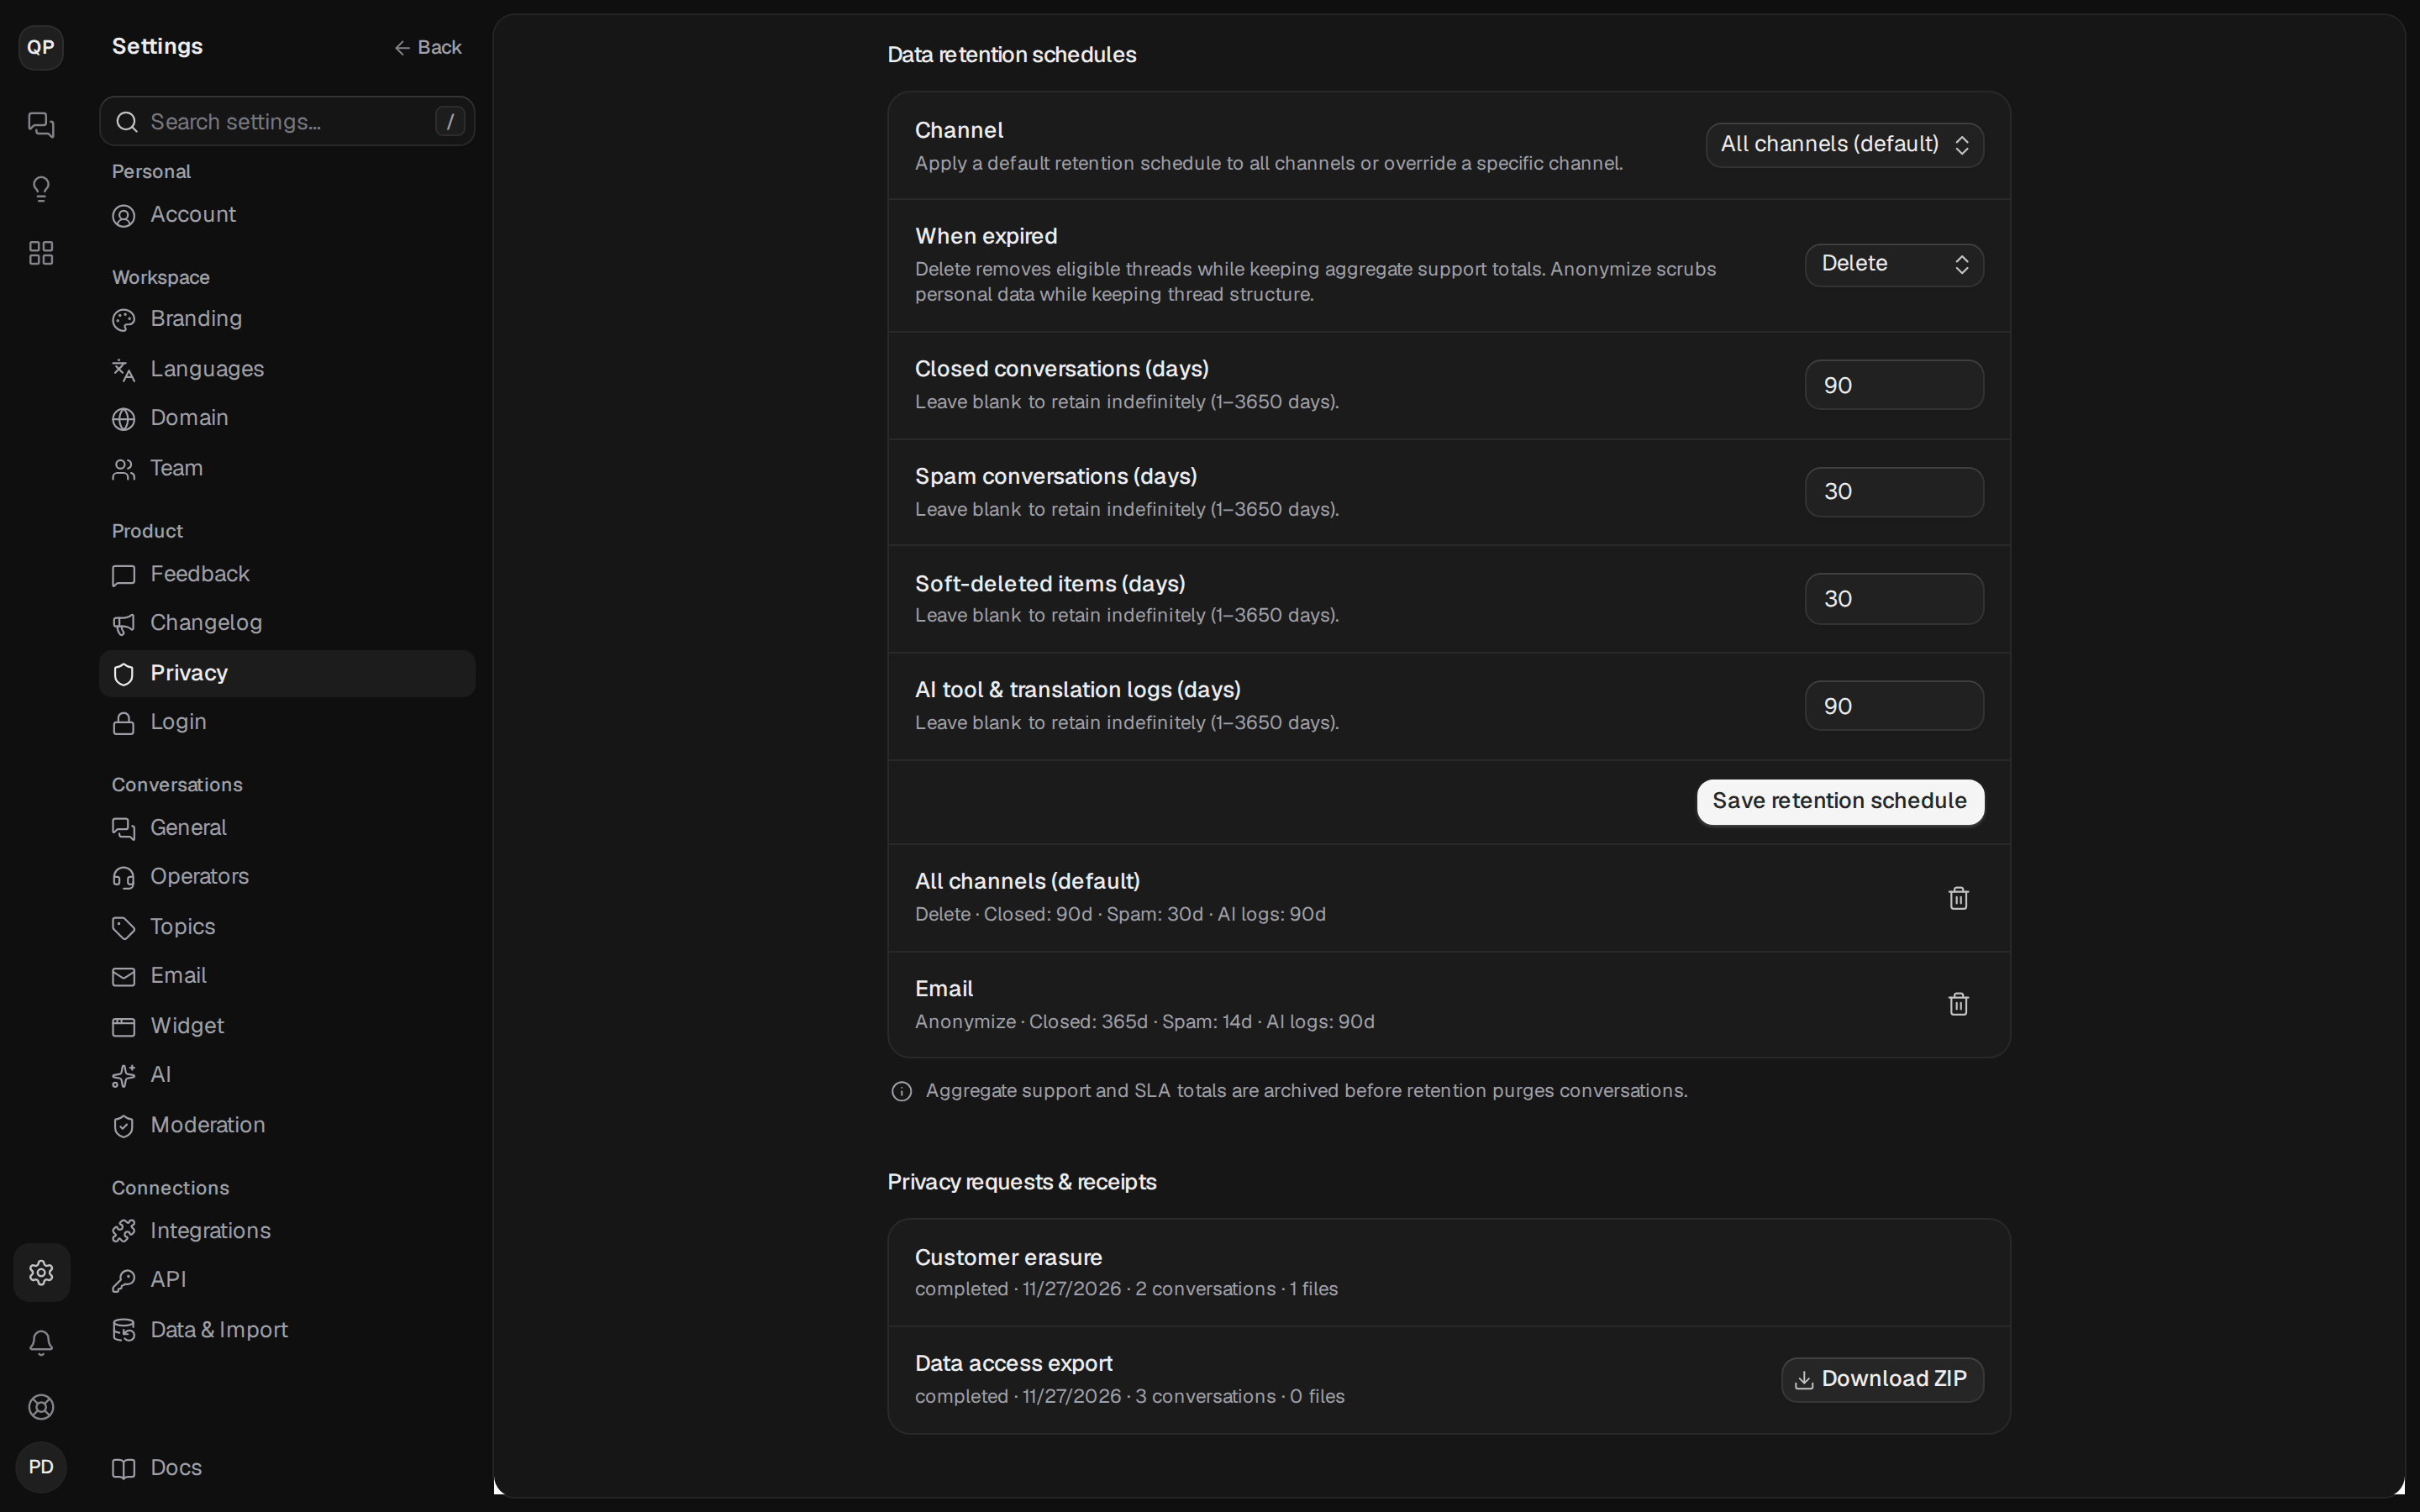 QP
Settings
Back
Search settings...
/
Personal
Account
Workspace
Branding
Languages
Domain
Team
Product
Feedback
Changelog
Privacy
Login
Conversations
General
Operators
Topics
Email
Widget
AI
Moderation
Connections
Integrations
API
Data & Import
Docs
PD
Data retention schedules
Channel
Apply a default retention schedule to all channels or override a specific channel.
All channels (default)
When expired
Delete removes eligible threads while keeping aggregate support totals. Anonymize scrubs
personal data while keeping thread structure.
Delete
Closed conversations (days)
Leave blank to retain indefinitely (1–3650 days).
90
Spam conversations (days)
Leave blank to retain indefinitely (1–3650 days).
30
Soft-deleted items (days)
Leave blank to retain indefinitely (1–3650 days).
30
AI tool & translation logs (days)
Leave blank to retain indefinitely (1–3650 days).
90
Save retention schedule
All channels (default)
Delete · Closed: 90d · Spam: 30d · AI logs: 90d
Email
Anonymize · Closed: 365d · Spam: 14d · AI logs: 90d
Aggregate support and SLA totals are archived before retention purges conversations.
Privacy requests & receipts
Customer erasure
completed · 11/27/2026 · 2 conversations · 1 files
Data access export
completed · 11/27/2026 · 3 conversations · 0 files
Download ZIP